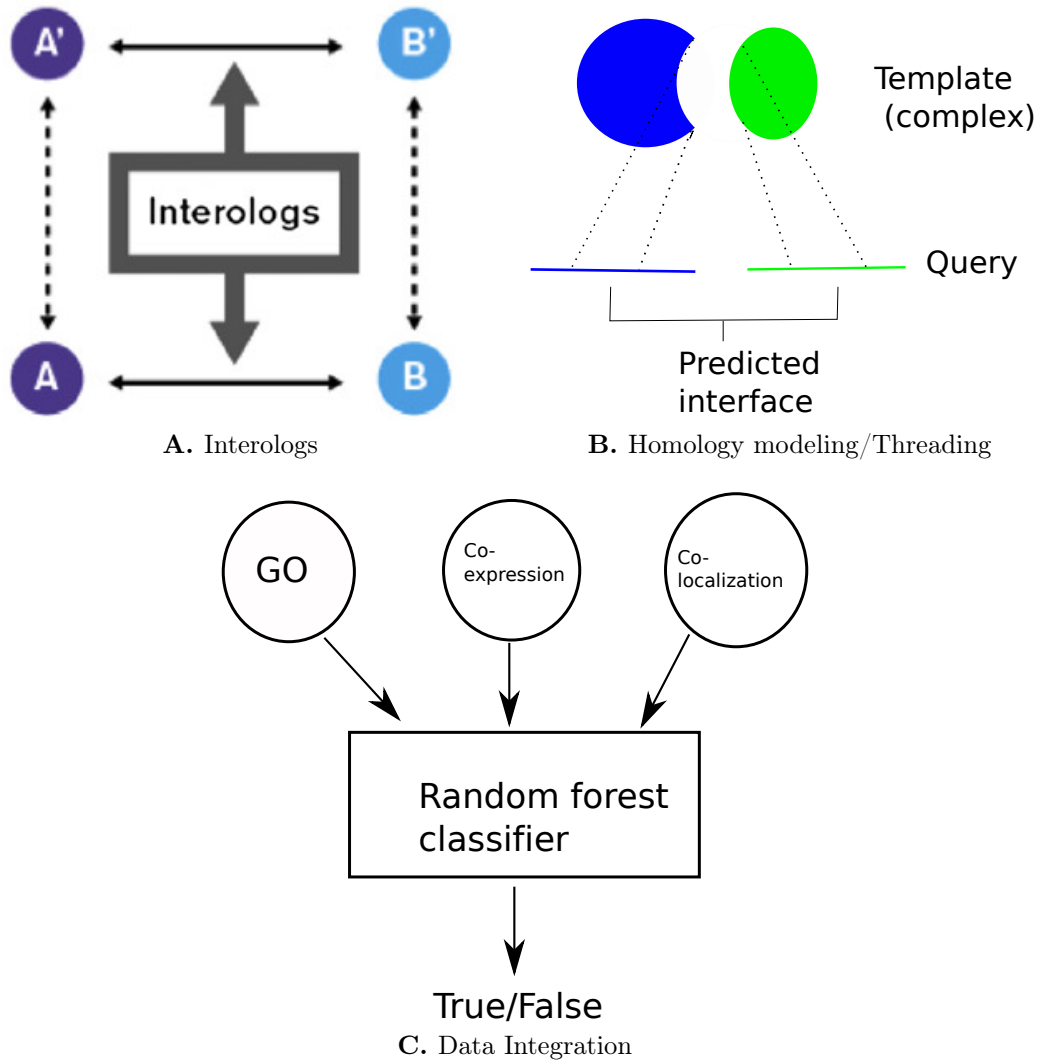 A'
B'
Interologs
A
B
A. Interologs
Template
(complex)
Query
Predicted
interface
B. Homology modeling/Threading
GO
Co-
expression
Co-
localization
Random forest
classifier
True/False
C. Data Integration